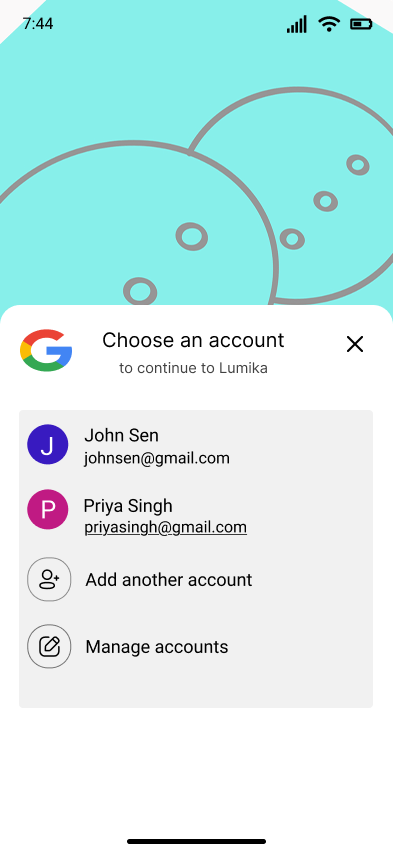 7:44
Choose an account
to continue to Lumika
J
John Sen
johnsen@gmail.com
P
Priya Singh
priyasingh@gmail.com
Add another account
Manage accounts